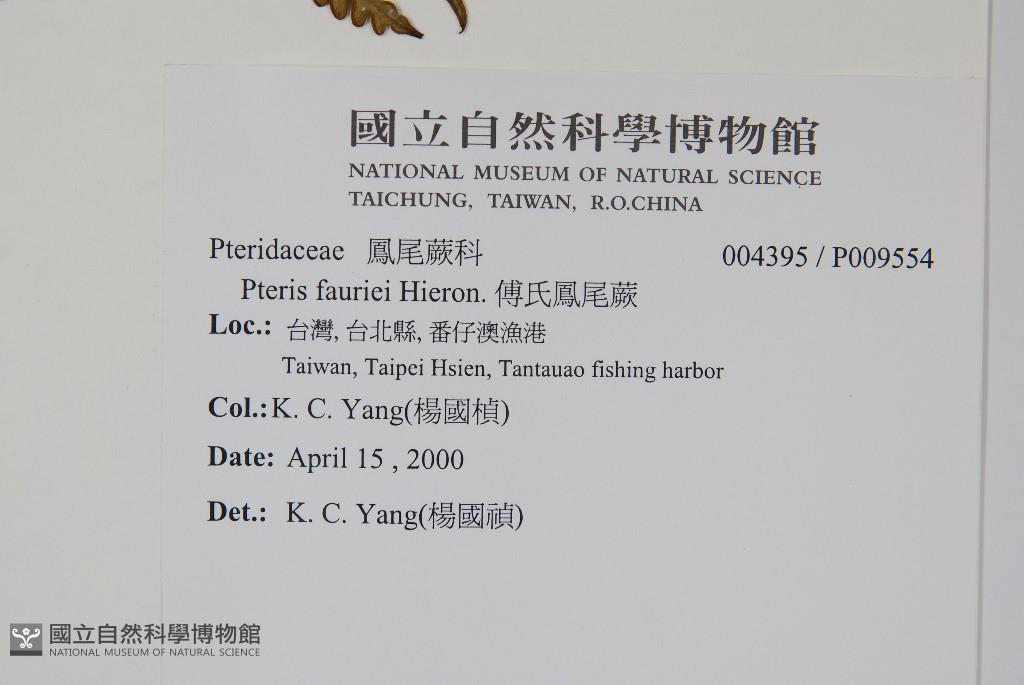 國立自然科學博物館
NATIONAL MUSEUM OF NATURAL SCIENCE
TAICHUNG, TAIWAN, R.O.CHINA
Pteridaceae 鳳尾蕨科 004395 / P009554
Pteris fauriei Hieron. 傅氏鳳尾蕨
Loc.: 台灣, 台北縣, 番仔澳漁港
Taiwan, Taipei Hsien, Tantauao fishing harbor
Col.: K. C. Yang(楊國楨)
Date: April 15 , 2000
Det.: K. C. Yang(楊國禎)
國立自然科學博物館
NATIONAL MUSEUM OF NATURAL SCIENCE